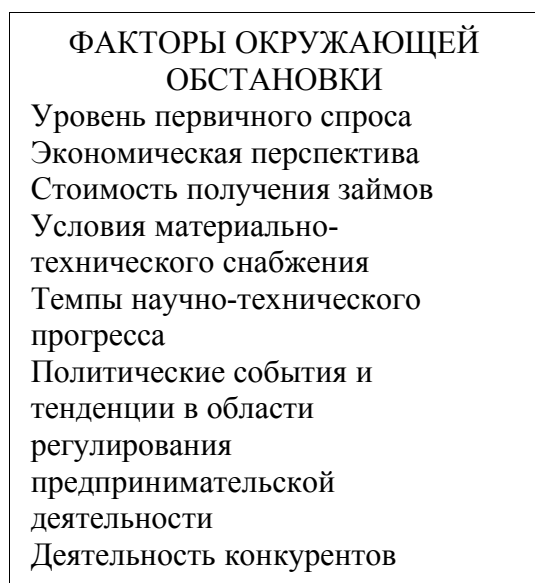 ФАКТОРЫ ОКРУЖАЮЩЕЙ
ОБСТАНОВКИ
Уровень первичного спроса
Экономическая перспектива
Стоимость получения займов
Условия материально-
технического снабжения
Темпы научно-технического
прогресса
Политические события и
тенденции в области
регулирования
предпринимательской
деятельности
Деятельность конкурентов